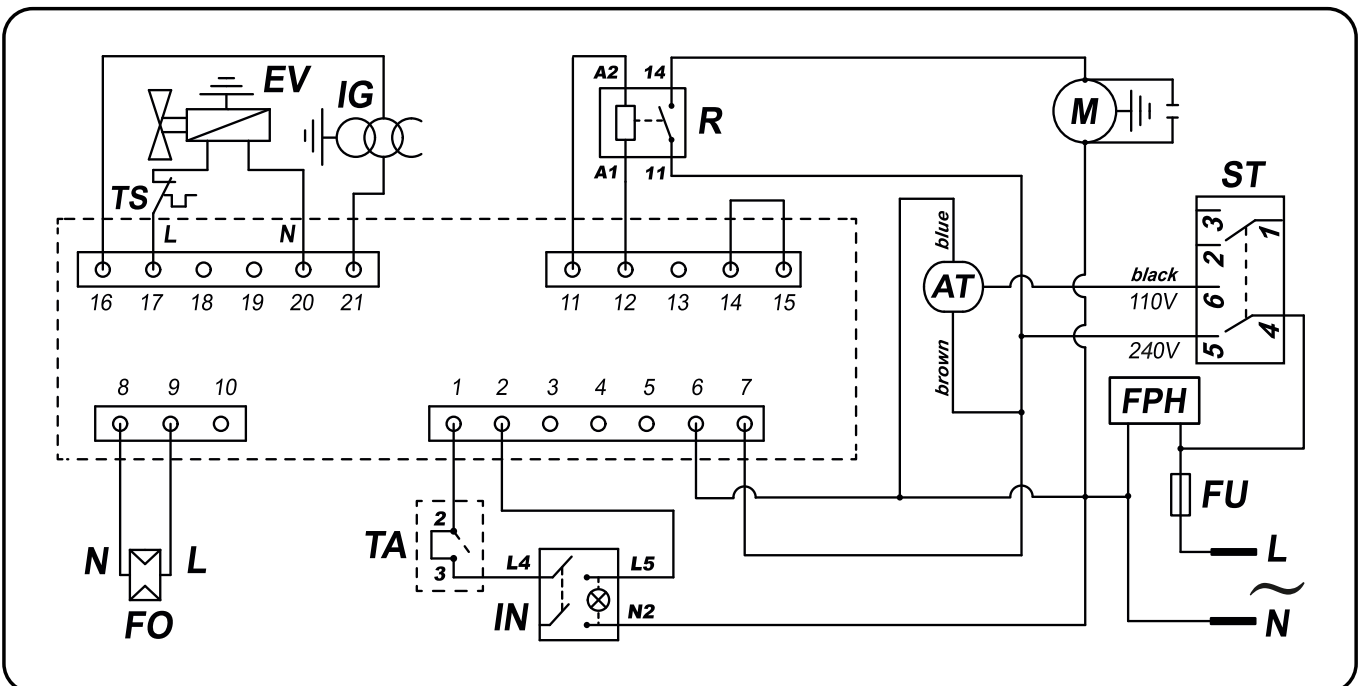 EV
IG
A2 14
R
M
A1 11
ST
TS
L N
blue
3 1
2
AT
black
110V
6
16 17 18 19 20 21
11 12 13 14 15
240V
5 4
brown
8 9 10
1 2 3 4 5 6 7
FPH
FU
2
TA
3
L4 L5
N L
L
~
IN
N2
FO
N